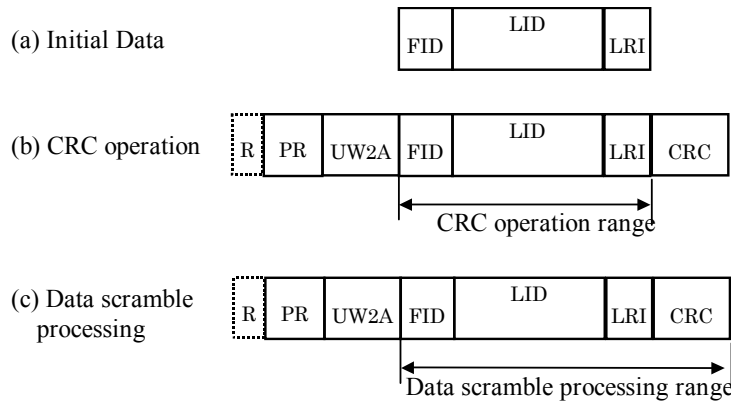 (a) Initial Data
FID LID LRI
(b) CRC operation
R PR UW2A FID LID LRI CRC
CRC operation range
(c) Data scramble
processing
R PR UW2A FID LID LRI CRC
Data scramble processing range